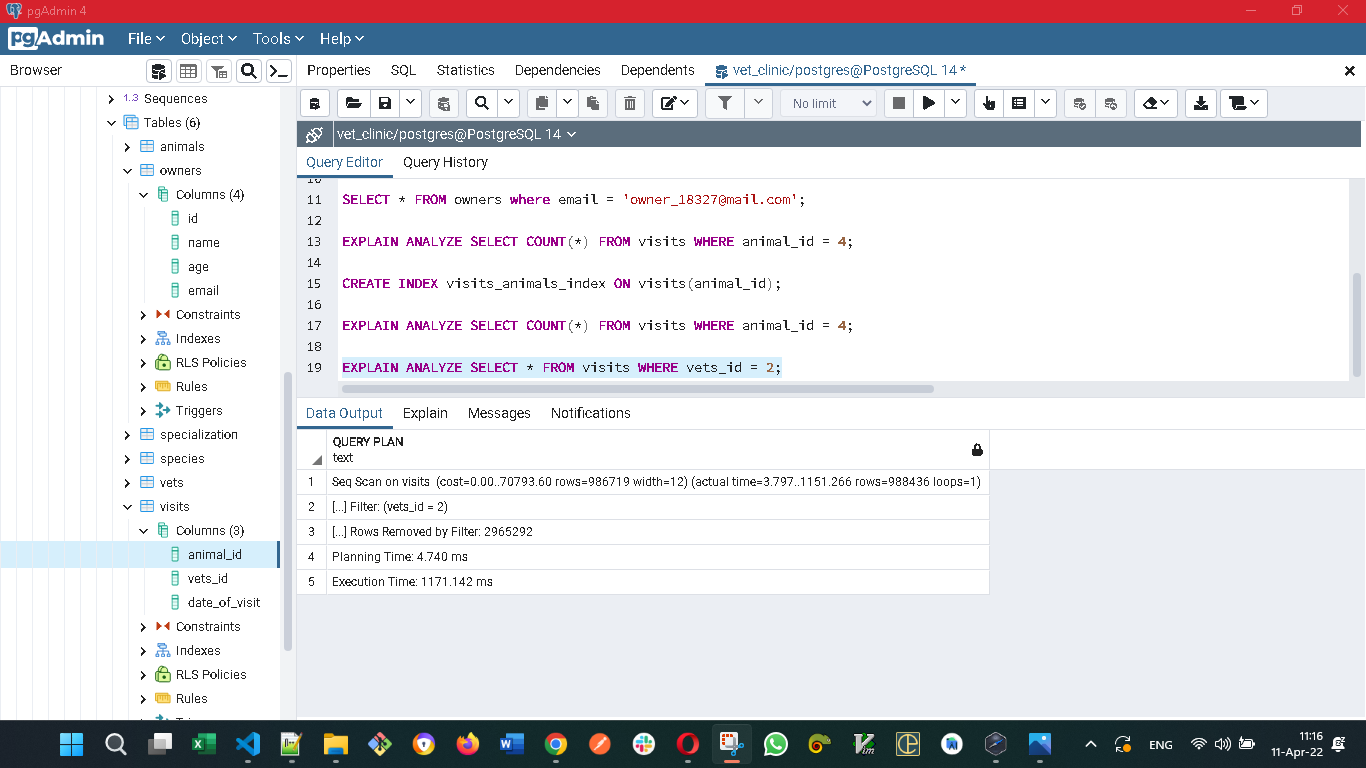 pgAdmin 4
pgAdmin File Object Tools Help
Browser
Properties SQL Statistics Dependencies Dependents vet_clinic/postgres@PostgreSQL 14 *
No limit
vet_clinic/postgres@PostgreSQL 14
Query Editor Query History
1.3 Sequences
Tables (6)
animals
owners
Columns (4)
id
name
age
email
Constraints
Indexes
RLS Policies
Rules
Triggers
specialization
species
vets
visits
Columns (3)
animal_id
vets_id
date_of_visit
Constraints
Indexes
RLS Policies
Rules
10
11 SELECT * FROM owners where email = 'owner_18327@mail.com';
12
13 EXPLAIN ANALYZE SELECT COUNT(*) FROM visits WHERE animal_id = 4;
14
15 CREATE INDEX visits_animals_index ON visits(animal_id);
16
17 EXPLAIN ANALYZE SELECT COUNT(*) FROM visits WHERE animal_id = 4;
18
19 EXPLAIN ANALYZE SELECT * FROM visits WHERE vets_id = 2;
Data Output Explain Messages Notifications
QUERY PLAN
text
1 Seq Scan on visits (cost=0.00..70793.60 rows=986719 width=12) (actual time=3.797..1151.266 rows=988436 loops=1)
2 [...] Filter: (vets_id = 2)
3 [...] Rows Removed by Filter: 2965292
4 Planning Time: 4.740 ms
5 Execution Time: 1171.142 ms
ENG
11:16
11-Apr-22